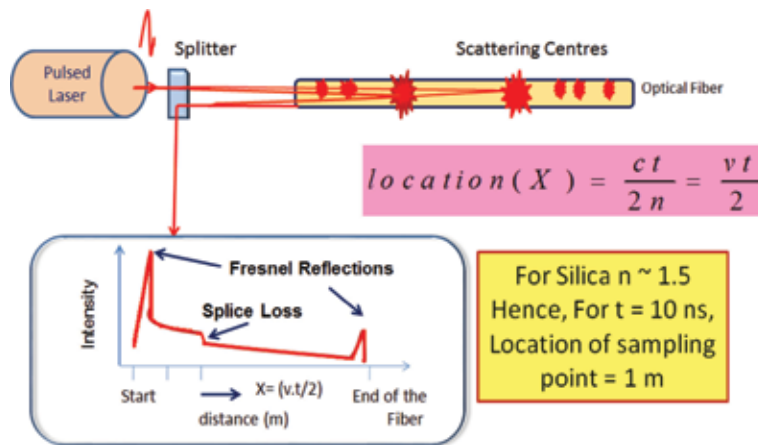 Splitter
Scattering Centres
Pulsed
Laser
Optical Fiber
location(X) = ct/2n = vt/2
Fresnel Reflections
Splice Loss
Intensity
Start
X= (v.t/2)
distance (m)
End of the
Fiber
For Silica n ~ 1.5
Hence, For t = 10 ns,
Location of sampling
point = 1 m